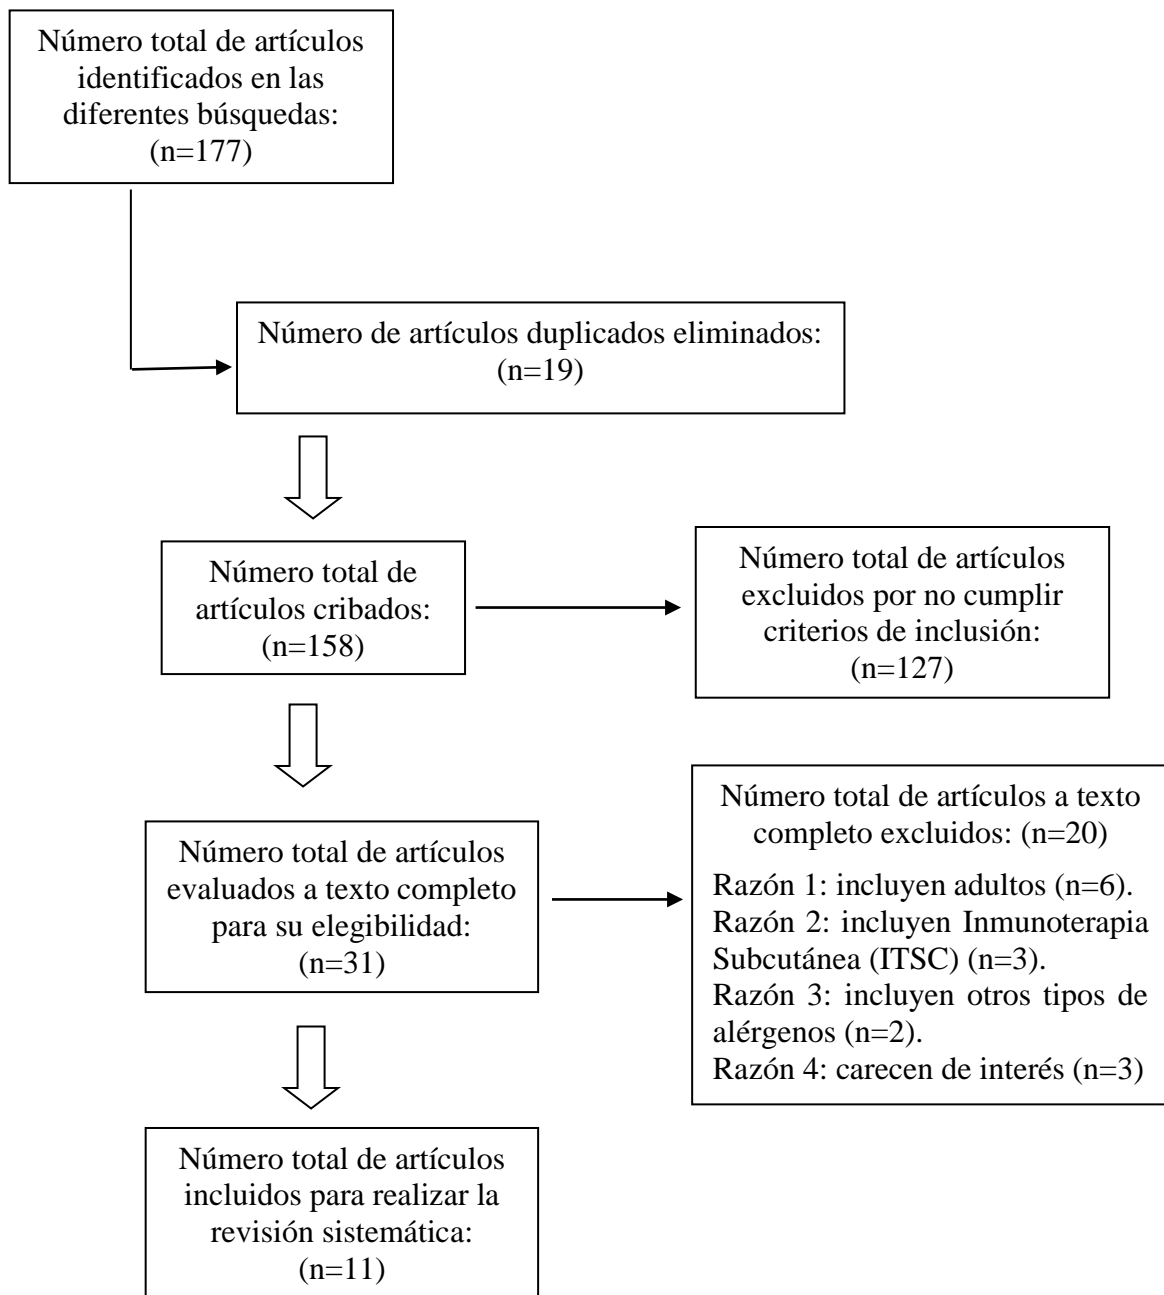 Número total de artículos
identificados en las
diferentes búsquedas:
(n=177)
Número de artículos duplicados eliminados:
(n=19)
Número total de
artículos cribados:
(n=158)
Número total de artículos
excluidos por no cumplir
criterios de inclusión:
(n=127)
Número total de artículos
evaluados a texto completo
para su elegibilidad:
(n=31)
Número total de artículos a texto
completo excluidos: (n=20)
Razón 1: incluyen adultos (n=6).
Razón 2: incluyen Inmunoterapia
Subcutánea (ITSC) (n=3).
Razón 3: incluyen otros tipos de
alérgenos (n=2).
Razón 4: carecen de interés (n=3)
Número total de artículos
incluidos para realizar la
revisión sistemática:
(n=11)